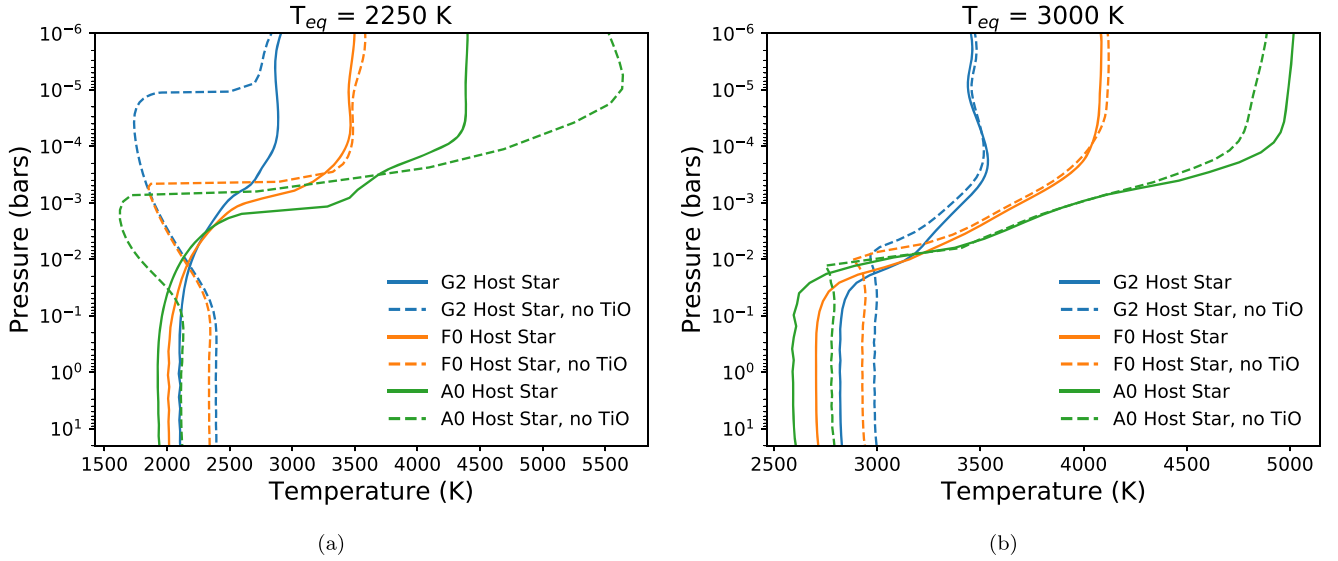 T_eq = 2250 K
Pressure (bars)
10^-6
10^-5
10^-4
10^-3
10^-2
10^-1
10^0
10^1
G2 Host Star
G2 Host Star, no TiO
F0 Host Star
F0 Host Star, no TiO
A0 Host Star
A0 Host Star, no TiO
1500 2000 2500 3000 3500 4000 4500 5000 5500
Temperature (K)
(a)
T_eq = 3000 K
Pressure (bars)
10^-6
10^-5
10^-4
10^-3
10^-2
10^-1
10^0
10^1
G2 Host Star
G2 Host Star, no TiO
F0 Host Star
F0 Host Star, no TiO
A0 Host Star
A0 Host Star, no TiO
2500 3000 3500 4000 4500 5000
Temperature (K)
(b)